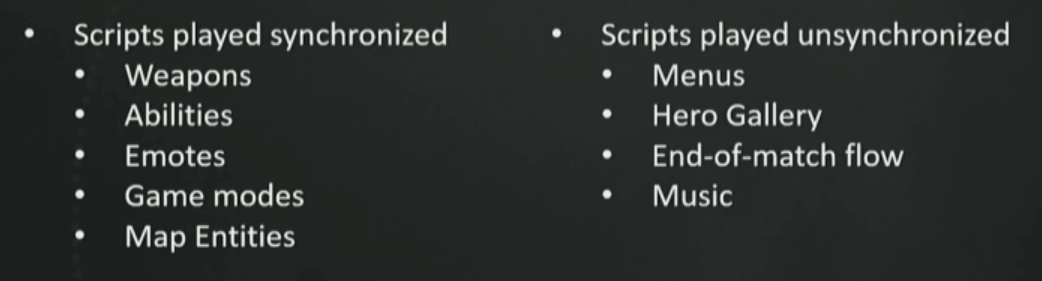 • Scripts played synchronized
• Weapons
• Abilities
• Emotes
• Game modes
• Map Entities
• Scripts played unsynchronized
• Menus
• Hero Gallery
• End-of-match flow
• Music